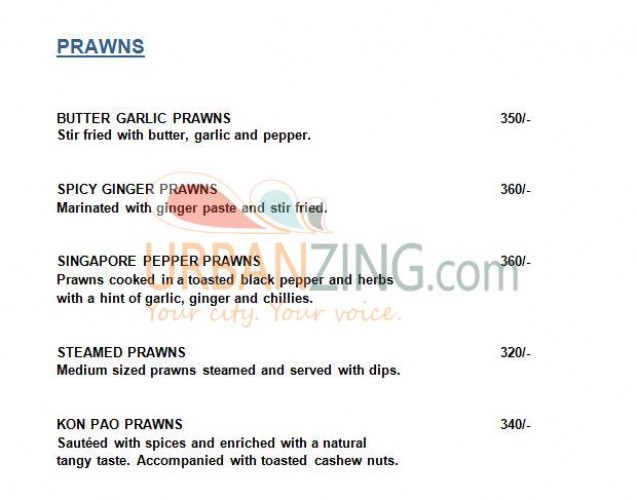 PRAWNS
BUTTER GARLIC PRAWNS 350/-
Stir fried with butter, garlic and pepper.
SPICY GINGER PRAWNS 360/-
Marinated with ginger paste and stir fried.
SINGAPORE PEPPER PRAWNS 360/-
URBANZING.com
Prawns cooked in a toasted black pepper and herbs
with a hint of garlic, ginger and chillies.
Your city. Your voice.
STEAMED PRAWNS 320/-
Medium sized prawns steamed and served with dips.
KON PAO PRAWNS 340/-
Sautéed with spices and enriched with a natural
tangy taste. Accompanied with toasted cashew nuts.